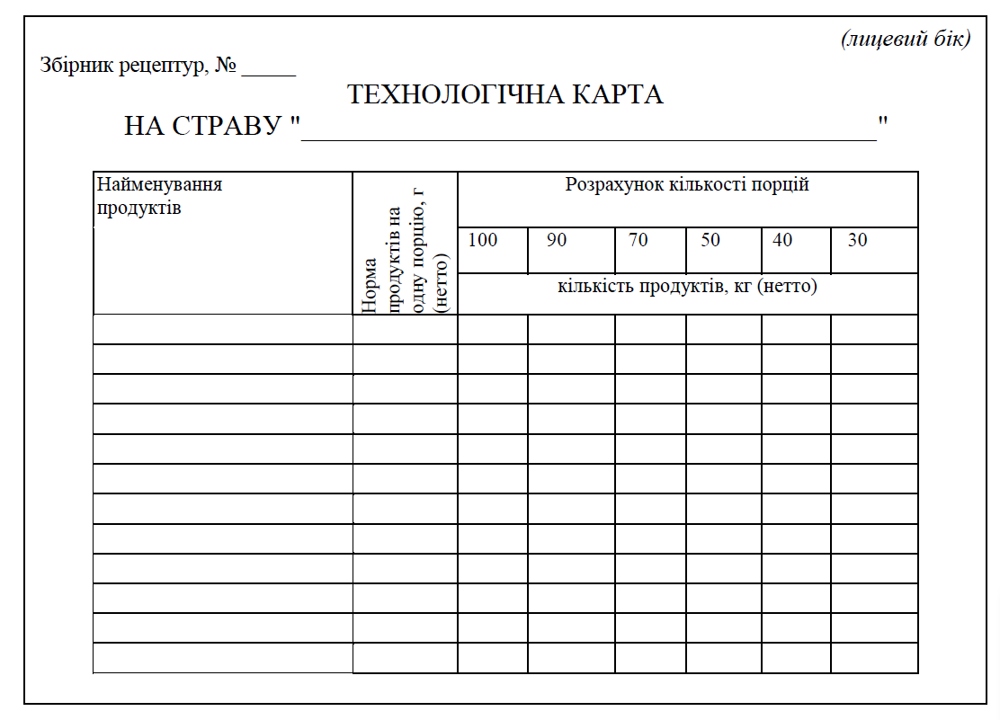 (лицевий бік)
Збірник рецептур, № _____
ТЕХНОЛОГІЧНА КАРТА
НА СТРАВУ "________________________________________"
Найменування
продуктів
Норма
продуктів на
одну порцію, г
(нетто)
Розрахунок кількості порцій
100 90 70 50 40 30
кількість продуктів, кг (нетто)